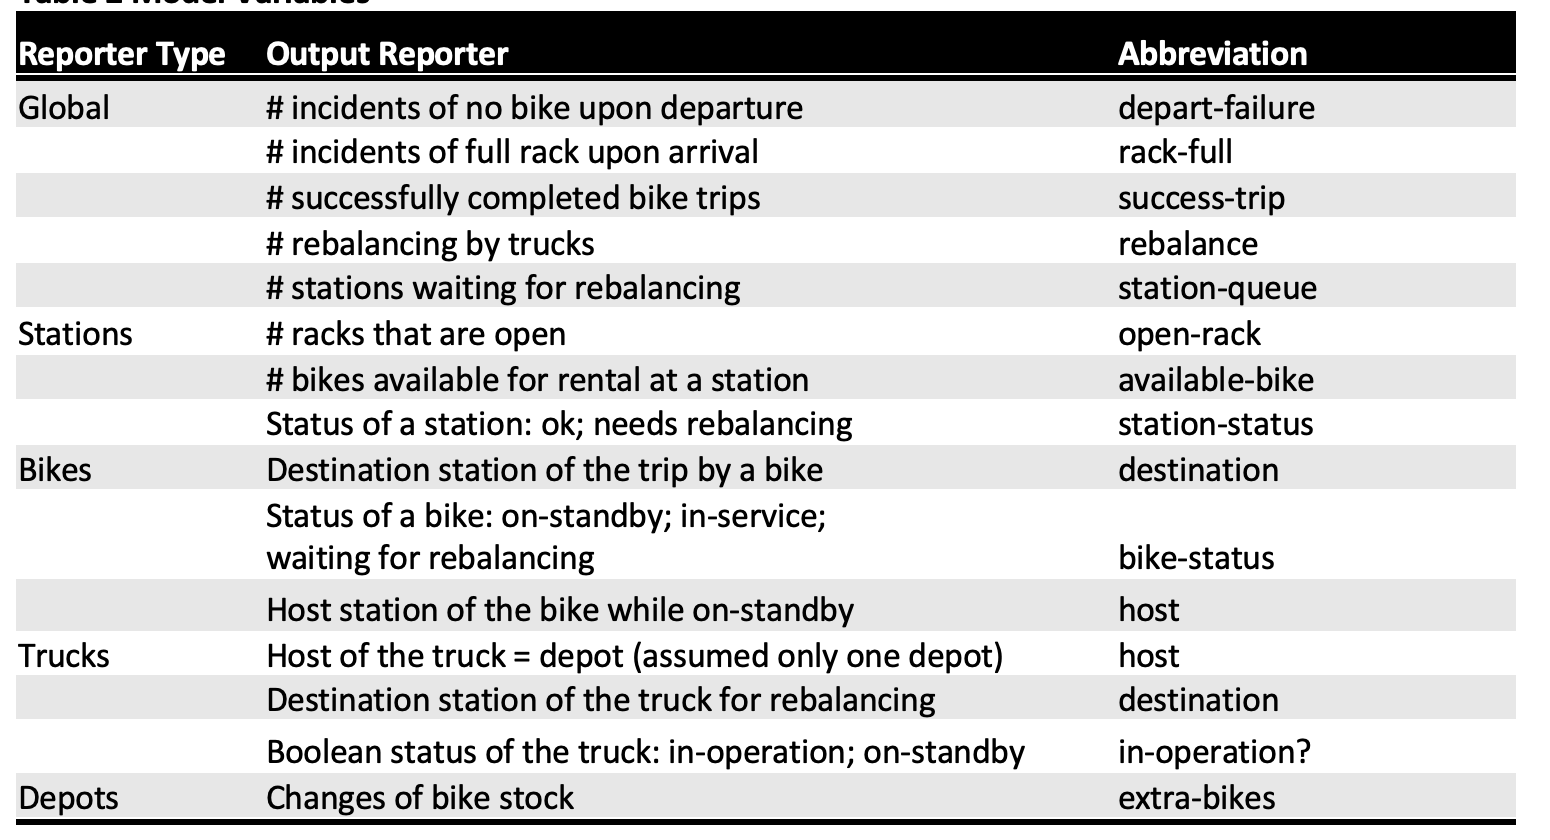 Table 2 Model Variables
Reporter Type Output Reporter Abbreviation
Global # incidents of no bike upon departure depart-failure
# incidents of full rack upon arrival rack-full
# successfully completed bike trips success-trip
# rebalancing by trucks rebalance
# stations waiting for rebalancing station-queue
Stations # racks that are open open-rack
# bikes available for rental at a station available-bike
Status of a station: ok; needs rebalancing station-status
Bikes Destination station of the trip by a bike destination
Status of a bike: on-standby; in-service;
waiting for rebalancing bike-status
Host station of the bike while on-standby host
Trucks Host of the truck = depot (assumed only one depot) host
Destination station of the truck for rebalancing destination
Boolean status of the truck: in-operation; on-standby in-operation?
Depots Changes of bike stock extra-bikes